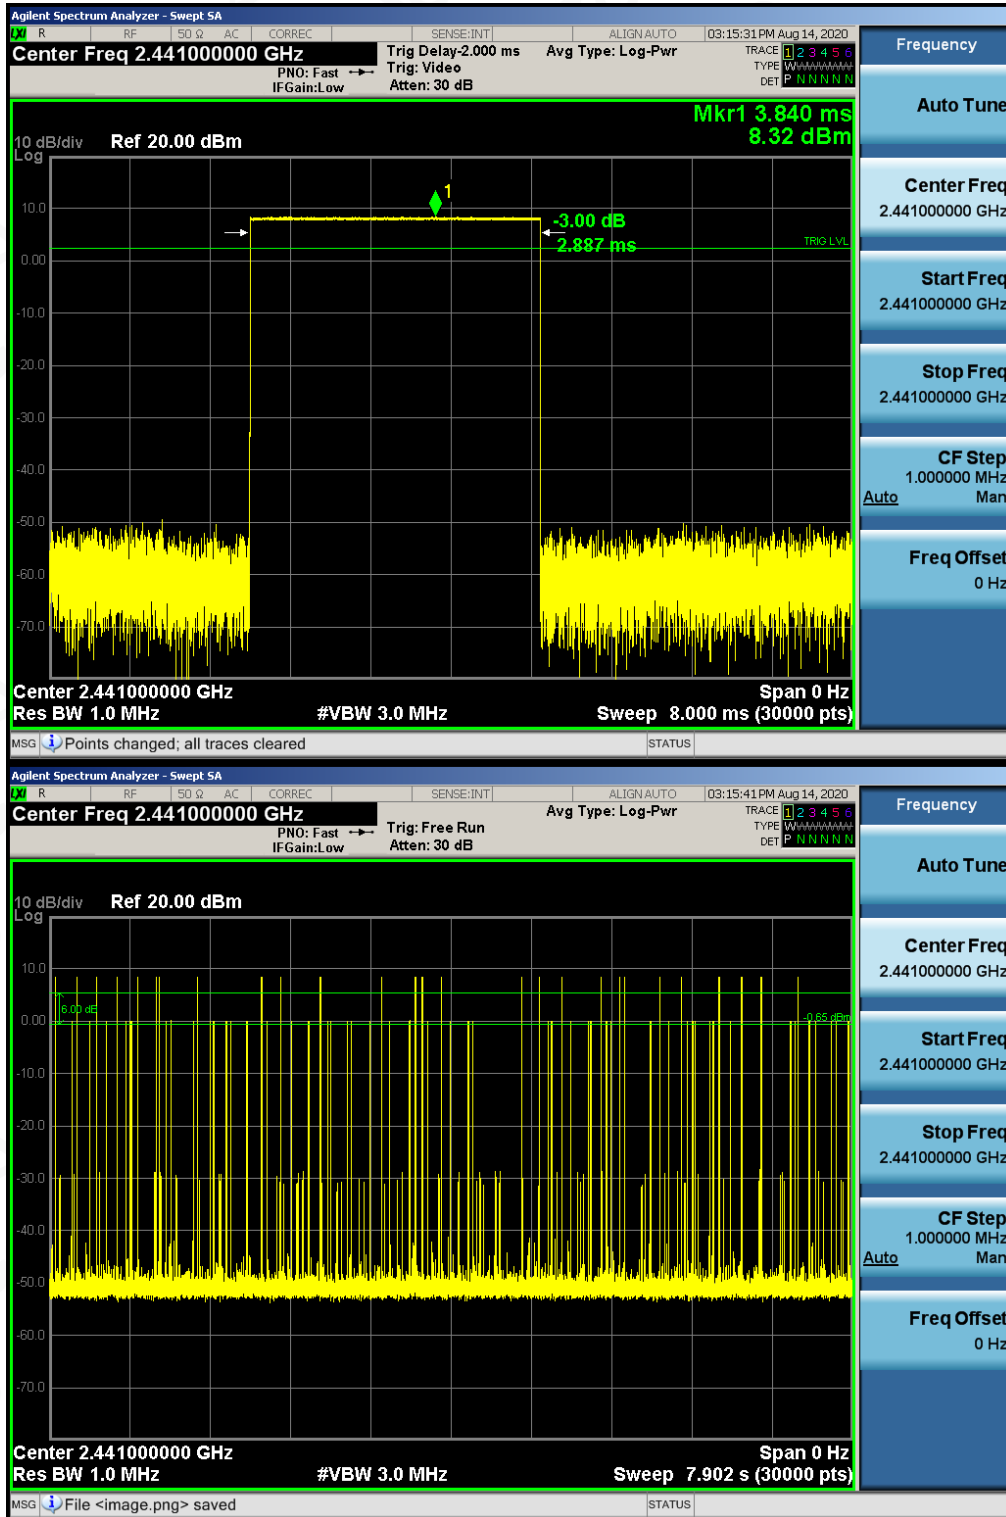 Agilent Spectrum Analyzer - Swept SA
LXI R RF 50 Ω AC CORREC SENSE:INT ALIGN AUTO 03:15:31 PM Aug 14, 2020
Center Freq 2.441000000 GHz
PNO: Fast
IFGain:Low
Trig Delay-2.000 ms
Trig: Video
Atten: 30 dB
Avg Type: Log-Pwr
TRACE 1 2 3 4 5 6
TYPE WWWWWW
DET P N N N N N
Frequency
Auto Tune
Center Freq
2.441000000 GHz
Start Freq
2.441000000 GHz
Stop Freq
2.441000000 GHz
CF Step
1.000000 MHz
Auto Man
Freq Offset
0 Hz
Mkr1 3.840 ms
8.32 dBm
10 dB/div Ref 20.00 dBm
Log
1
10.0
-3.00 dB
2.887 ms
TRIG LVL
0.00
-10.0
-20.0
-30.0
-40.0
-50.0
-60.0
-70.0
Center 2.441000000 GHz Span 0 Hz
Res BW 1.0 MHz #VBW 3.0 MHz Sweep 8.000 ms (30000 pts)
MSG Points changed; all traces cleared STATUS
Agilent Spectrum Analyzer - Swept SA
LXI R RF 50 Ω AC CORREC SENSE:INT ALIGN AUTO 03:15:41 PM Aug 14, 2020
Center Freq 2.441000000 GHz
PNO: Fast
IFGain:Low
Trig: Free Run
Atten: 30 dB
Avg Type: Log-Pwr
TRACE 1 2 3 4 5 6
TYPE WWWWWW
DET P N N N N N
Frequency
Auto Tune
Center Freq
2.441000000 GHz
Start Freq
2.441000000 GHz
Stop Freq
2.441000000 GHz
CF Step
1.000000 MHz
Auto Man
Freq Offset
0 Hz
10 dB/div Ref 20.00 dBm
Log
10.0
6.00 dB
-0.65 dBm
0.00
-10.0
-20.0
-30.0
-40.0
-50.0
-60.0
-70.0
Center 2.441000000 GHz Span 0 Hz
Res BW 1.0 MHz #VBW 3.0 MHz Sweep 7.902 s (30000 pts)
MSG File <image.png> saved STATUS